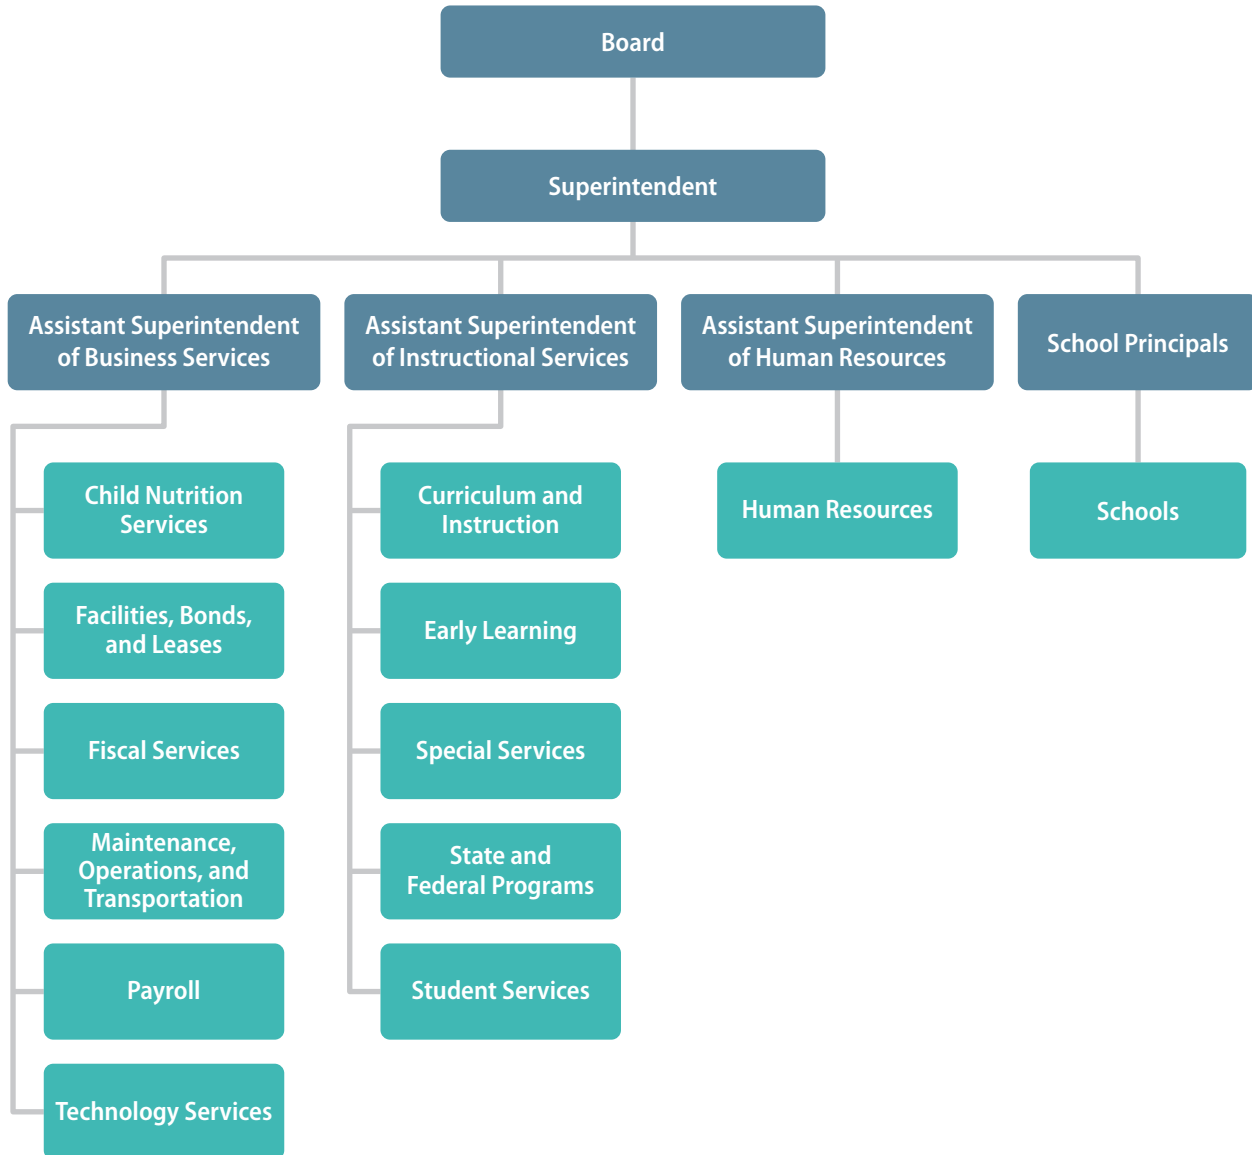 Board
Superintendent
Assistant Superintendent
of Business Services
Assistant Superintendent
of Instructional Services
Assistant Superintendent
of Human Resources
School Principals
Child Nutrition
Services
Facilities, Bonds,
and Leases
Fiscal Services
Maintenance,
Operations, and
Transportation
Payroll
Technology Services
Curriculum and
Instruction
Early Learning
Special Services
State and
Federal Programs
Student Services
Human Resources
Schools